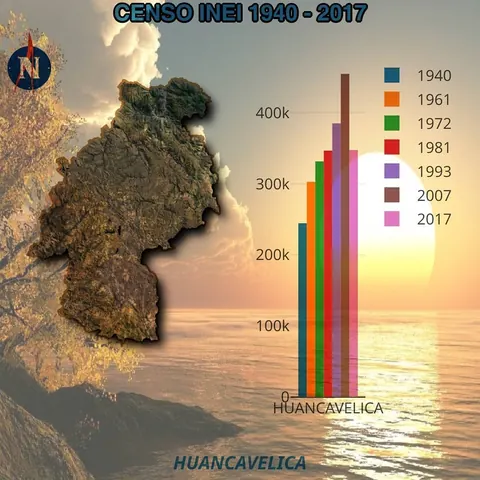 CENSO INEI 1940 - 2017
N
1940
1961
1972
1981
1993
2007
2017
400k
300k
200k
100k
0
HUANCAVELICA
HUANCAVELICA